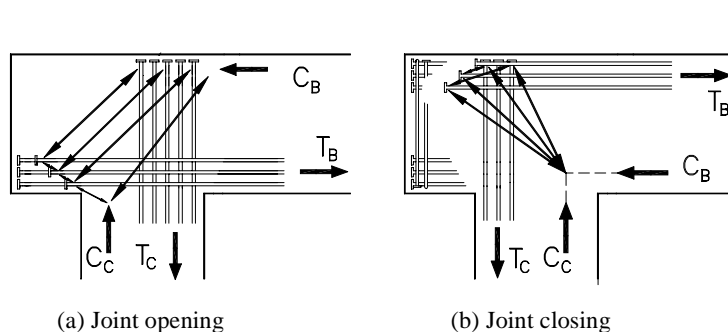 C_B
T_B
C_C T_C
T_B
C_B
T_C C_C
(a) Joint opening
(b) Joint closing